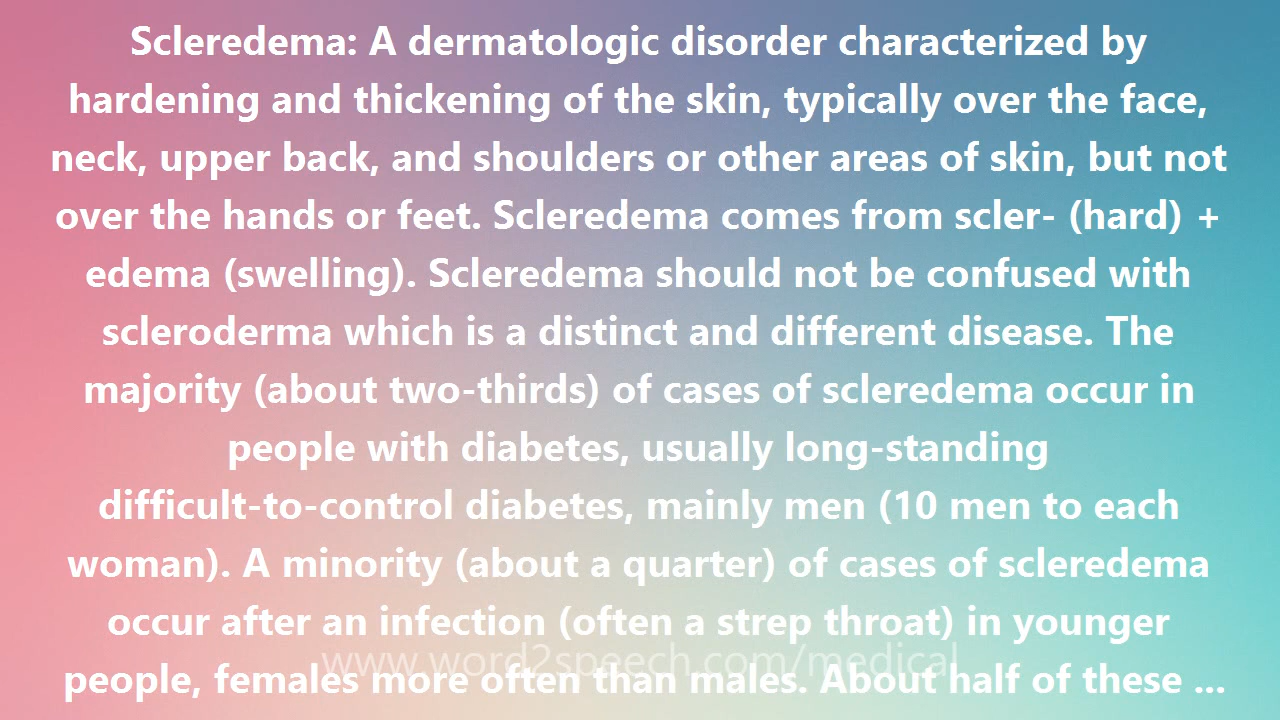 Scleredema: A dermatologic disorder characterized by
hardening and thickening of the skin, typically over the face,
neck, upper back, and shoulders or other areas of skin, but not
over the hands or feet. Scleredema comes from scler- (hard) +
edema (swelling). Scleredema should not be confused with
scleroderma which is a distinct and different disease. The
majority (about two-thirds) of cases of scleredema occur in
people with diabetes, usually long-standing
difficult-to-control diabetes, mainly men (10 men to each
woman). A minority (about a quarter) of cases of scleredema
occur after an infection (often a strep throat) in younger
www.word2speech.com/medical
people, females more often than males. About half of these ...